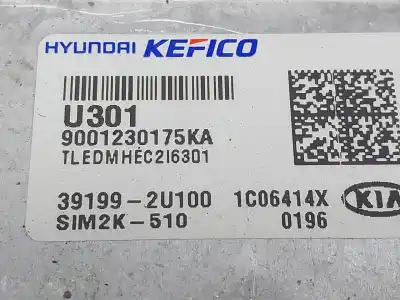 HYUNDAI KEFICO
U301
9001230175KA
TLEDMHEC2I6301
39199-2U100 1C06414X KIA
SIM2K-510 0196